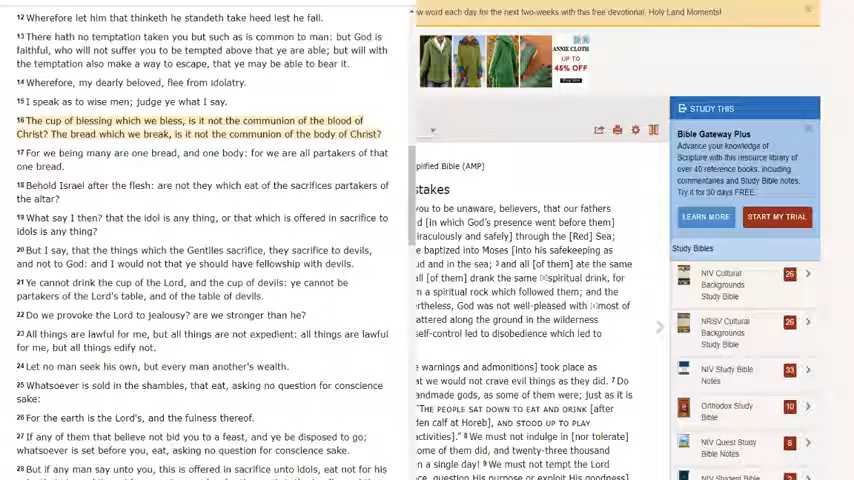 12 Wherefore let him that thinketh he standeth take heed lest he fall.
13 There hath no temptation taken you but such as is common to man: but God is
faithful, who will not suffer you to be tempted above that ye are able; but will with
the temptation also make a way to escape, that ye may be able to bear it.
14 Wherefore, my dearly beloved, flee from idolatry.
15 I speak as to wise men; judge ye what I say.
16 The cup of blessing which we bless, is it not the communion of the blood of
Christ? The bread which we break, is it not the communion of the body of Christ?
17 For we being many are one bread, and one body: for we are all partakers of that
one bread.
18 Behold Israel after the flesh: are not they which eat of the sacrifices partakers of
the altar?
19 What say I then? that the idol is any thing, or that which is offered in sacrifice to
idols is any thing?
20 But I say, that the things which the Gentiles sacrifice, they sacrifice to devils,
and not to God: and I would not that ye should have fellowship with devils.
21 Ye cannot drink the cup of the Lord, and the cup of devils: ye cannot be
partakers of the Lord's table, and of the table of devils.
22 Do we provoke the Lord to jealousy? are we stronger than he?
23 All things are lawful for me, but all things are not expedient: all things are lawful
for me, but all things edify not.
24 Let no man seek his own, but every man another's wealth.
25 Whatsoever is sold in the shambles, that eat, asking no question for conscience
sake:
26 For the earth is the Lord's, and the fulness thereof.
27 If any of them that believe not bid you to a feast, and ye be disposed to go;
whatsoever is set before you, eat, asking no question for conscience sake.
28 But if any man say unto you, this is offered in sacrifice unto idols, eat not for his
w word each day for the next two-weeks with this free devotional, Holy Land Moments!
ANNIE CLOTH
UP TO
45% OFF
plified Bible (AMP)
stakes
you to be unaware, believers, that our fathers
d [in which God's presence went before them]
iraculously and safely] through the [Red] Sea;
e baptized into Moses [into his safekeeping as
ud and in the sea; 3 and all [of them] ate the same
all [of them] drank the same spiritual drink, for
m a spiritual rock which followed them; and the
ertheless, God was not well-pleased with most of
attered along the ground in the wilderness
self-control led to disobedience which led to
e warnings and admonitions] took place as
at we would not crave evil things as they did. 7 Do
andmade gods, as some of them were; just as it is
"THE PEOPLE SAT DOWN TO EAT AND DRINK [after
den calf at Horeb], AND STOOD UP TO PLAY
activities]." 8 We must not indulge in [nor tolerate]
some of them did, and twenty-three thousand
n a single day! 9 We must not tempt the Lord
ce, question His purpose or exploit His goodness]
STUDY THIS
Bible Gateway Plus
Advance your knowledge of
Scripture with this resource library of
over 40 reference books, including
commentaries and Study Bible notes.
Try it for 30 days FREE.
LEARN MORE
START MY TRIAL
Study Bibles
NIV Cultural
Backgrounds
Study Bible
26
NRSV Cultural
Backgrounds
Study Bible
26
NIV Study Bible
Notes
33
Orthodox Study
Bible
10
NIV Quest Study
Bible Notes
8
NIV Student Bible